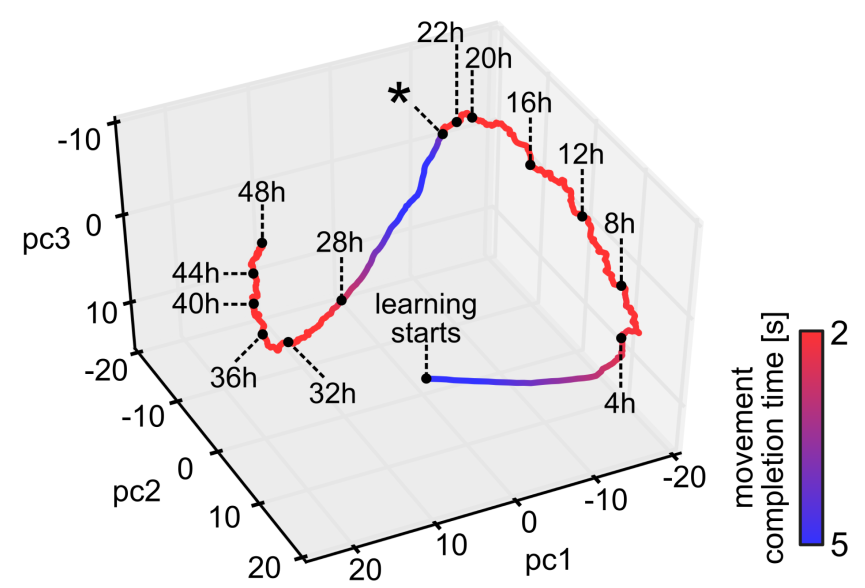 22h
20h
*
16h
12h
8h
48h
28h
44h
40h
36h
32h
learning
starts
4h
-10
0
10
pc3
-20
-10
0
10
20
pc2
20
10
0
-10
-20
pc1
2
5
movement
completion time [s]